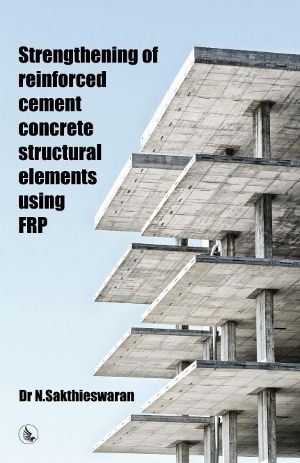 Strengthening of
reinforced
cement
concrete
structural
elements
using
FRP
Dr N.Sakthieswaran